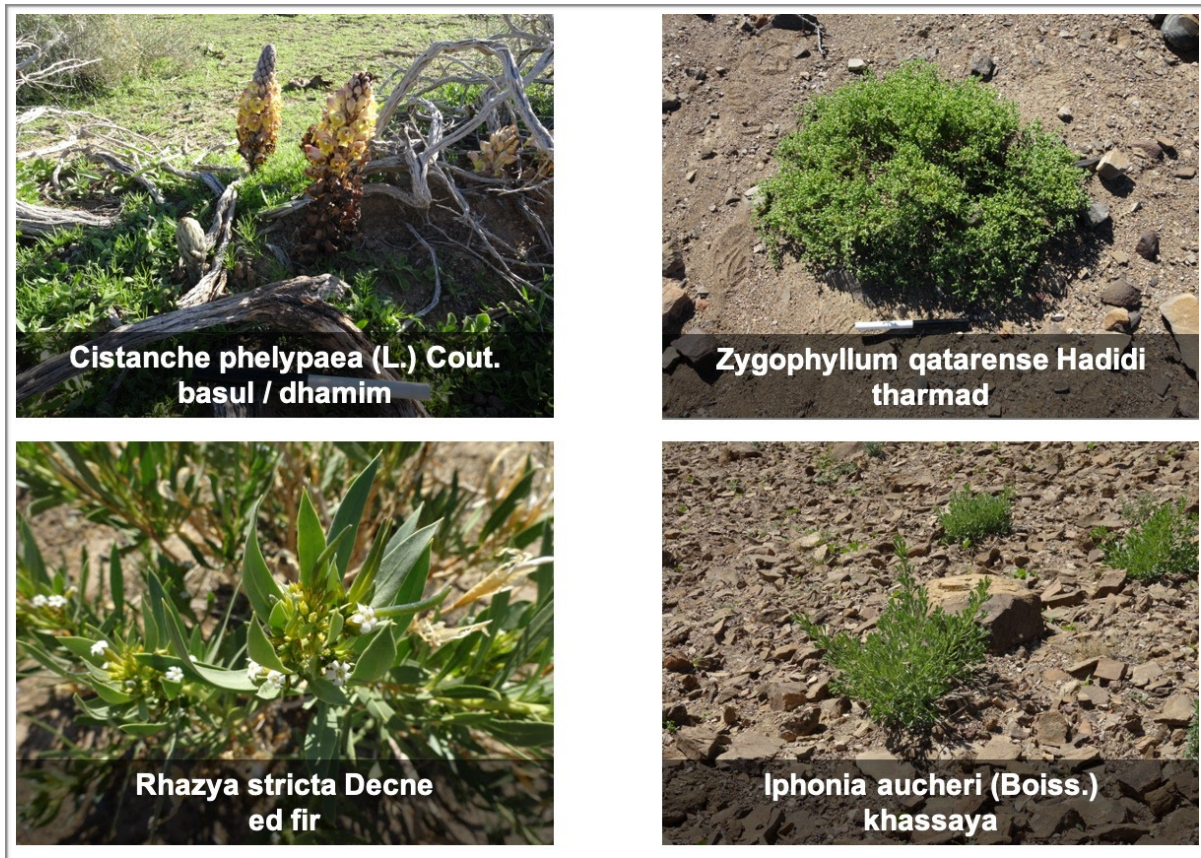 Cistanche phelypaea (L.) Cout.
basul / dhamim
Zygophyllum qatarense Hadidi
tharmad
Rhazya stricta Decne
ed fir
Iphonia aucheri (Boiss.)
khassaya